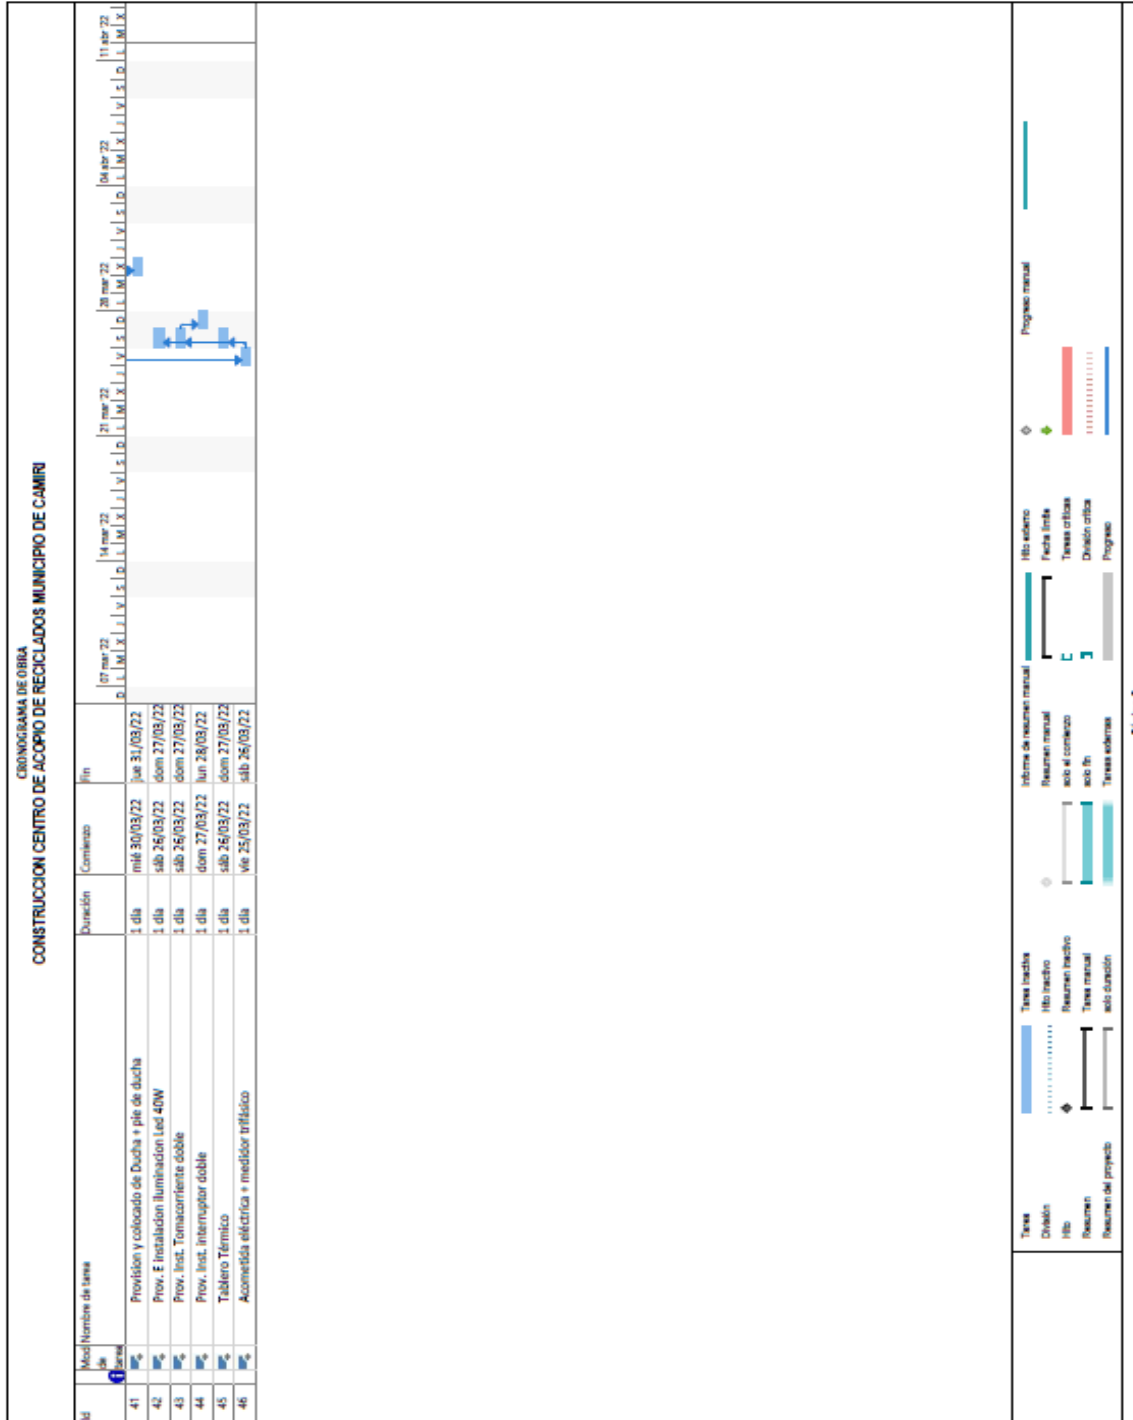 CRONOGRAMA DE OBRA
CONSTRUCCION CENTRO DE ACOPIO DE RECICLADOS MUNICIPIO DE CAMIRI
Id Modo de tarea Nombre de tarea Duración Comienzo Fin
07 mar '22 14 mar '22 21 mar '22 28 mar '22 04 abr '22 11 abr '22
D L M X J V S D L M X J V S D L M X J V S D L M X J V S D L M X J V S D L M X
41 Provision y colocado de Ducha + pie de ducha 1 día mié 30/03/22 jue 31/03/22
42 Prov. E instalacion iluminacion Led 40W 1 día sáb 26/03/22 dom 27/03/22
43 Prov. Inst. Tomacorriente doble 1 día sáb 26/03/22 dom 27/03/22
44 Prov. Inst. interruptor doble 1 día dom 27/03/22 lun 28/03/22
45 Tablero Térmico 1 día sáb 26/03/22 dom 27/03/22
46 Acometida eléctrica + medidor trifásico 1 día vie 25/03/22 sáb 26/03/22
Tarea Tarea inactiva Informe de resumen manual Hito externo Progreso manual
División Hito inactivo Resumen manual Fecha límite
Hito Resumen inactivo solo el comienzo Tareas críticas
Resumen Tarea manual solo fin División crítica
Resumen del proyecto solo duración Tareas externas Progreso